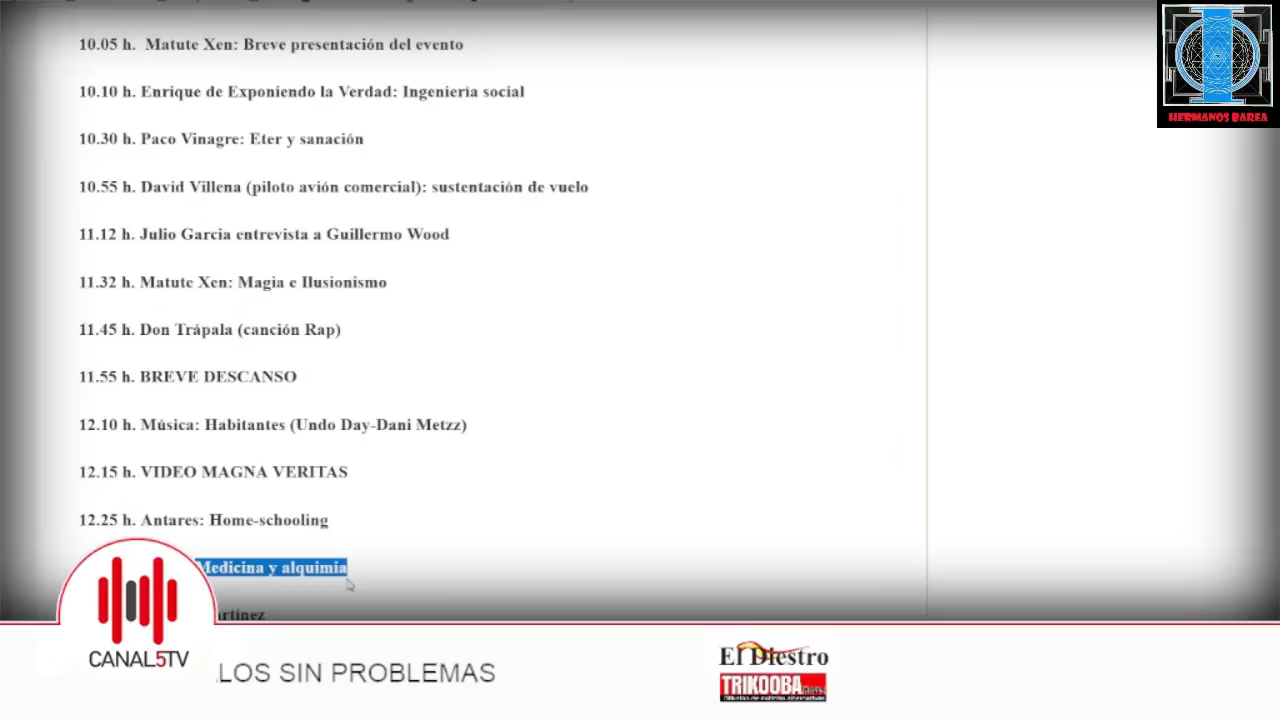 10.05 h. Matute Xen: Breve presentación del evento
HERMANOS BAREA
10.10 h. Enrique de Exponiendo la Verdad: Ingeniería social
10.30 h. Paco Vinagre: Eter y sanación
10.55 h. David Villena (piloto avión comercial): sustentación de vuelo
11.12 h. Julio Garcia entrevista a Guillermo Wood
11.32 h. Matute Xen: Magia e Ilusionismo
11.45 h. Don Trápala (canción Rap)
11.55 h. BREVE DESCANSO
12.10 h. Música: Habitantes (Undo Day-Dani Metzz)
12.15 h. VIDEO MAGNA VERITAS
12.25 h. Antares: Home-schooling
Medicina y alquimia
artinez
CANAL5TV
LOS SIN PROBLEMAS
El Diestro
TRIKOOBA